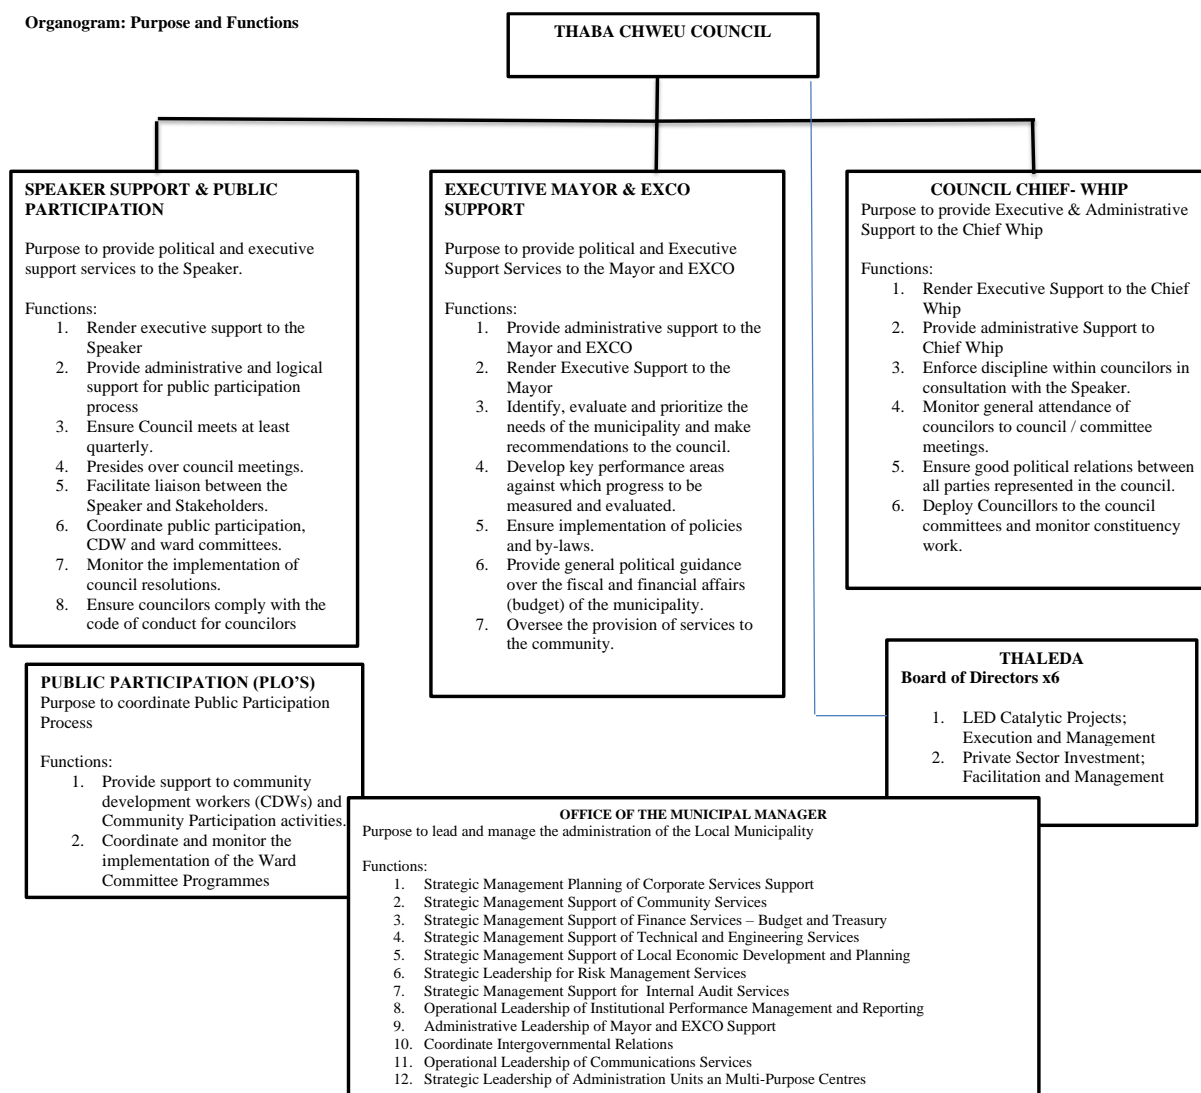 Organogram: Purpose and Functions
THABA CHWEU COUNCIL
SPEAKER SUPPORT & PUBLIC
PARTICIPATION
Purpose to provide political and executive
support services to the Speaker.
Functions:
1. Render executive support to the
Speaker
2. Provide administrative and logical
support for public participation
process
3. Ensure Council meets at least
quarterly.
4. Presides over council meetings.
5. Facilitate liaison between the
Speaker and Stakeholders.
6. Coordinate public participation,
CDW and ward committees.
7. Monitor the implementation of
council resolutions.
8. Ensure councilors comply with the
code of conduct for councilors
EXECUTIVE MAYOR & EXCO
SUPPORT
Purpose to provide political and Executive
Support Services to the Mayor and EXCO
Functions:
1. Provide administrative support to the
Mayor and EXCO
2. Render Executive Support to the
Mayor
3. Identify, evaluate and prioritize the
needs of the municipality and make
recommendations to the council.
4. Develop key performance areas
against which progress to be
measured and evaluated.
5. Ensure implementation of policies
and by-laws.
6. Provide general political guidance
over the fiscal and financial affairs
(budget) of the municipality.
7. Oversee the provision of services to
the community.
COUNCIL CHIEF- WHIP
Purpose to provide Executive & Administrative
Support to the Chief Whip
Functions:
1. Render Executive Support to the Chief
Whip
2. Provide administrative Support to
Chief Whip
3. Enforce discipline within councilors in
consultation with the Speaker.
4. Monitor general attendance of
councilors to council / committee
meetings.
5. Ensure good political relations between
all parties represented in the council.
6. Deploy Councillors to the council
committees and monitor constituency
work.
PUBLIC PARTICIPATION (PLO'S)
Purpose to coordinate Public Participation
Process
Functions:
1. Provide support to community
development workers (CDWs) and
Community Participation activities.
2. Coordinate and monitor the
implementation of the Ward
Committee Programmes
THALEDA
Board of Directors x6
1. LED Catalytic Projects;
Execution and Management
2. Private Sector Investment;
Facilitation and Management
OFFICE OF THE MUNICIPAL MANAGER
Purpose to lead and manage the administration of the Local Municipality
Functions:
1. Strategic Management Planning of Corporate Services Support
2. Strategic Management Support of Community Services
3. Strategic Management Support of Finance Services – Budget and Treasury
4. Strategic Management Support of Technical and Engineering Services
5. Strategic Management Support of Local Economic Development and Planning
6. Strategic Leadership for Risk Management Services
7. Strategic Management Support for Internal Audit Services
8. Operational Leadership of Institutional Performance Management and Reporting
9. Administrative Leadership of Mayor and EXCO Support
10. Coordinate Intergovernmental Relations
11. Operational Leadership of Communications Services
12. Strategic Leadership of Administration Units an Multi-Purpose Centres